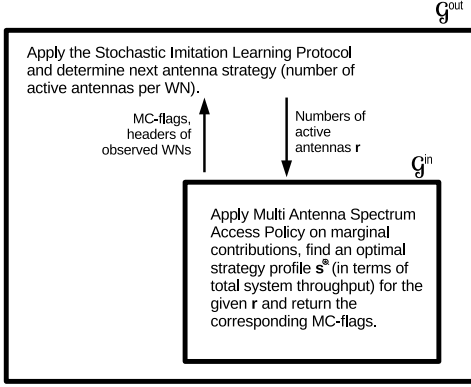 𝒢out
Apply the Stochastic Imitation Learning Protocol
and determine next antenna strategy (number of
active antennas per WN).
MC-flags,
headers of
observed WNs
Numbers of
active
antennas r
𝒢in
Apply Multi Antenna Spectrum
Access Policy on marginal
contributions, find an optimal
strategy profile s⊛ (in terms of
total system throughput) for the
given r and return the
corresponding MC-flags.